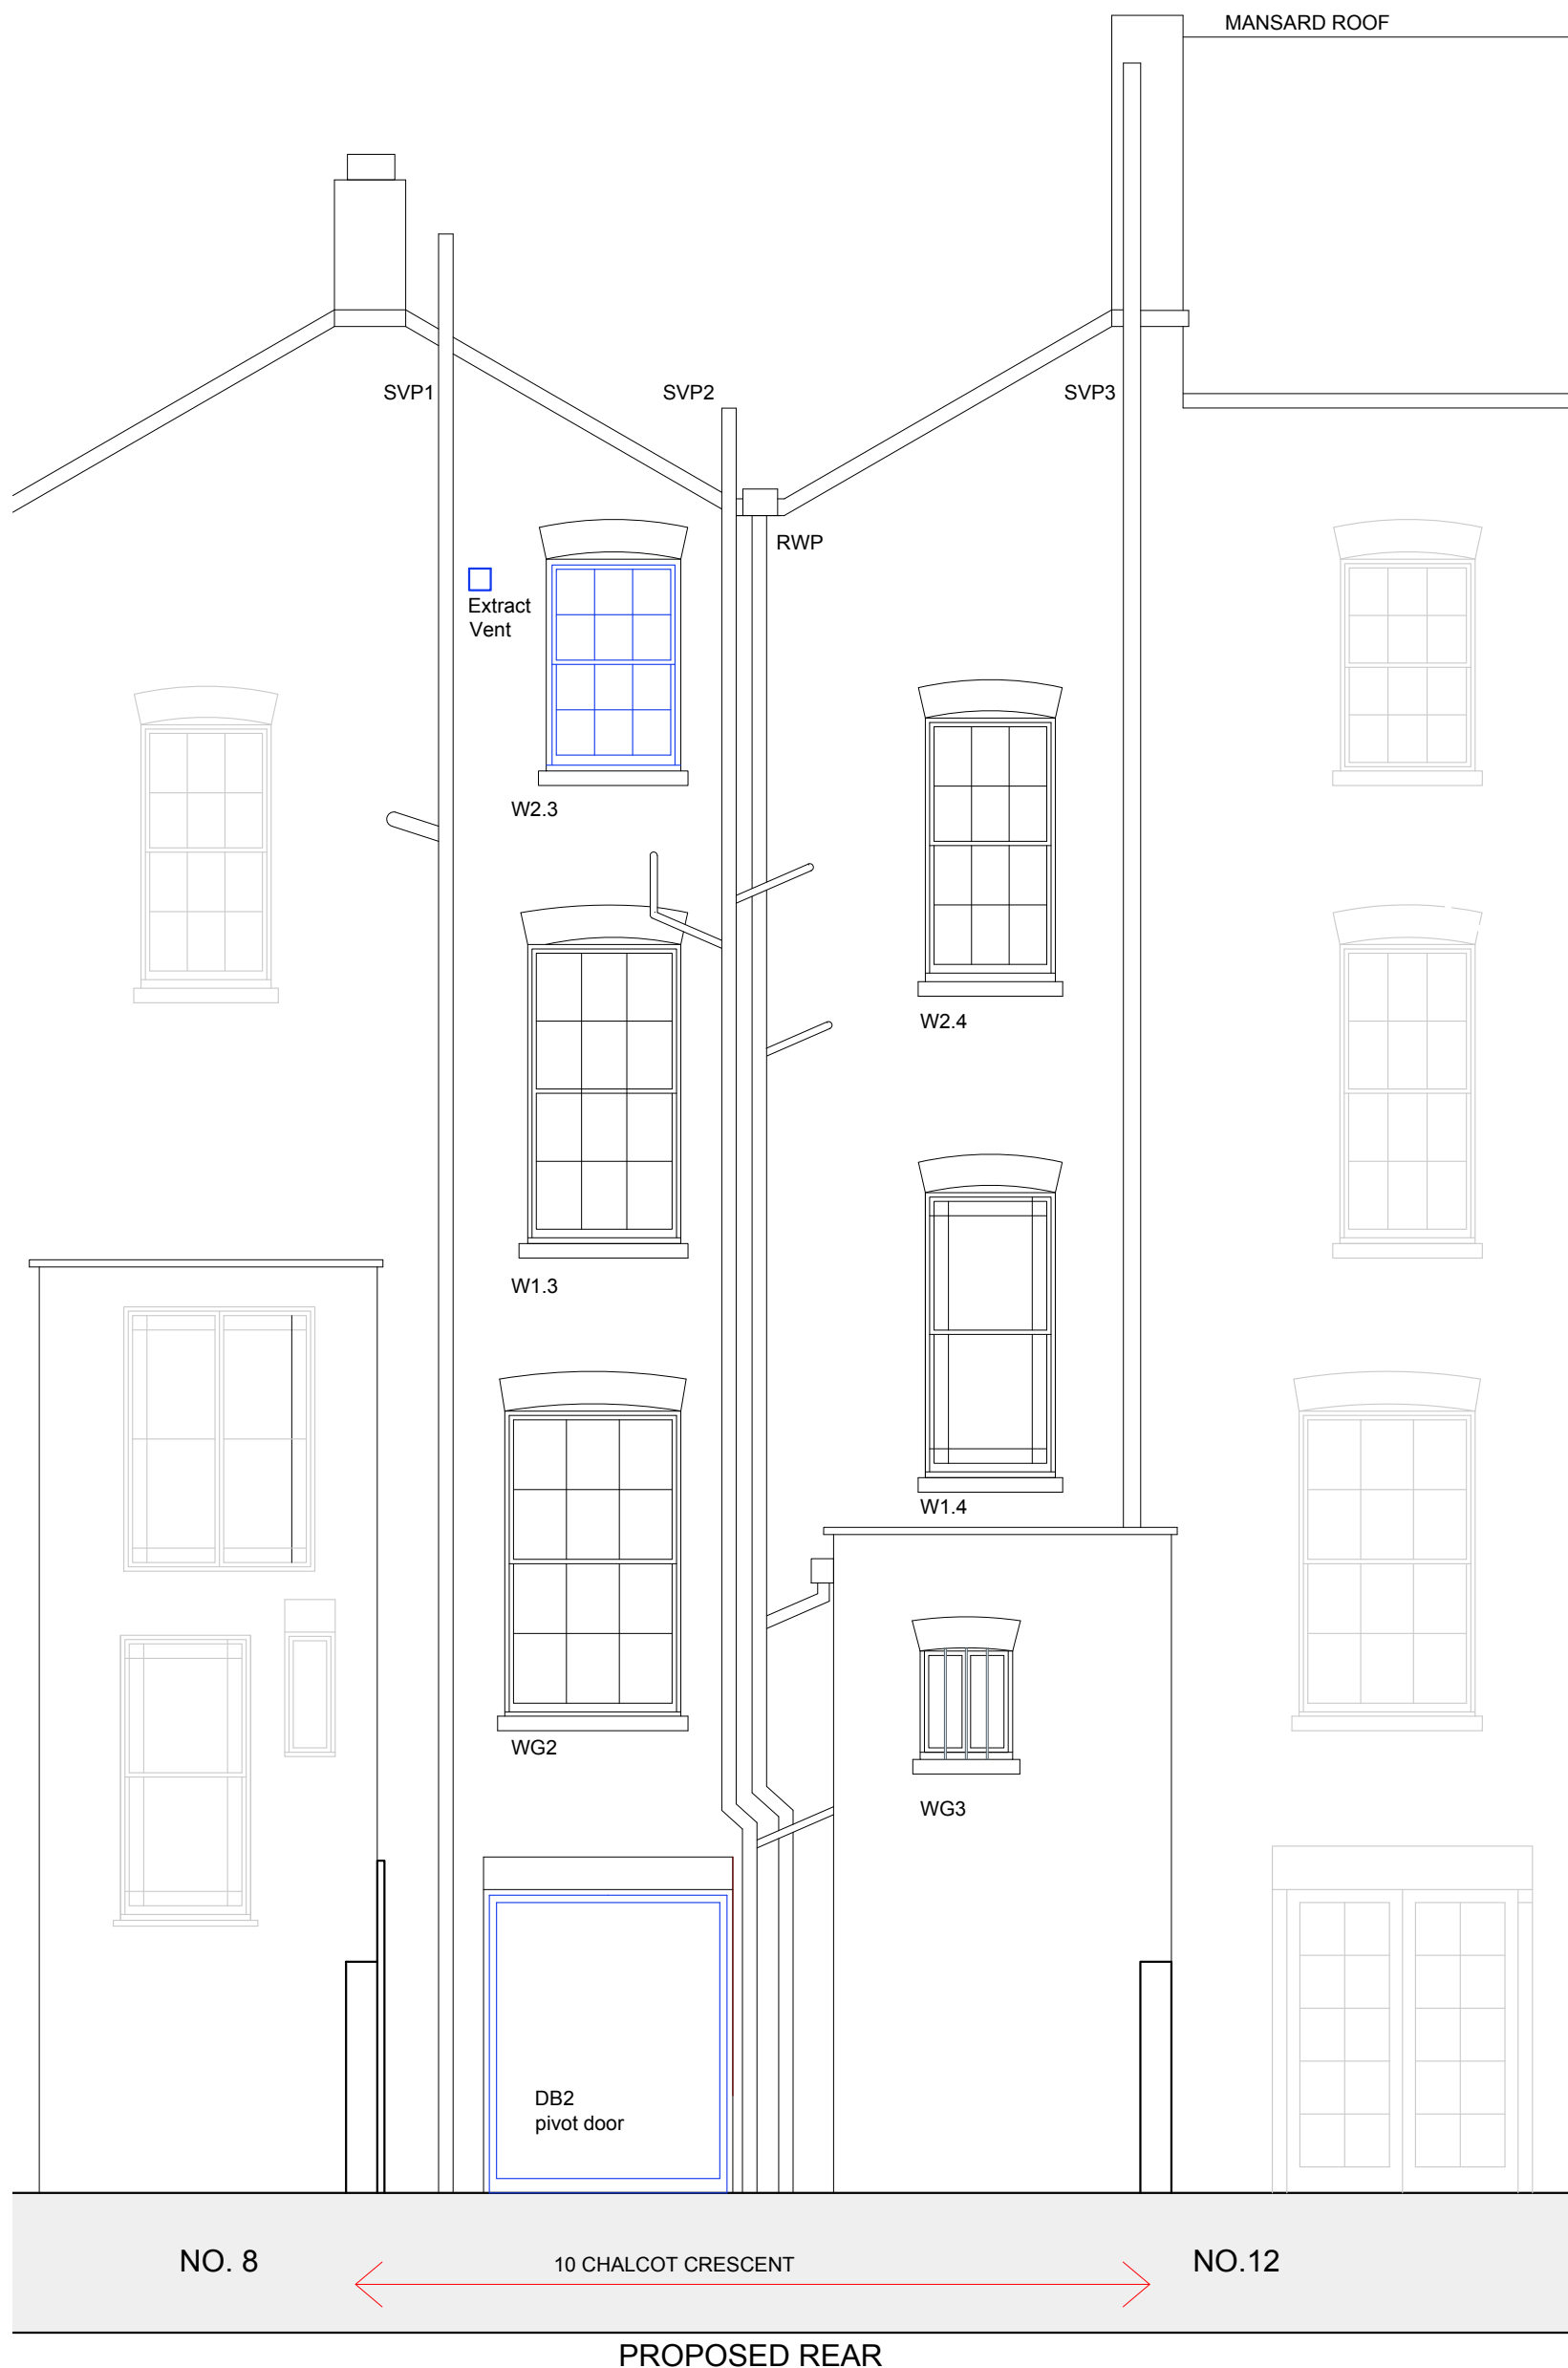 MANSARD ROOF
SVP1
SVP2
SVP3
RWP
Extract
Vent
W2.3
W2.4
W1.3
W1.4
WG2
WG3
DB2
pivot door
NO. 8
10 CHALCOT CRESCENT
NO.12
PROPOSED REAR